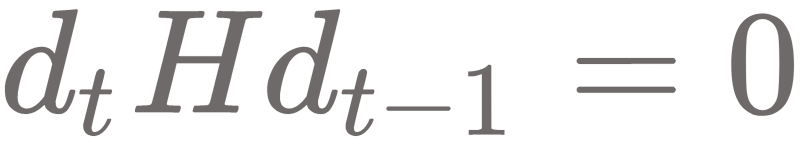 $d_t H d_{t-1} = 0$